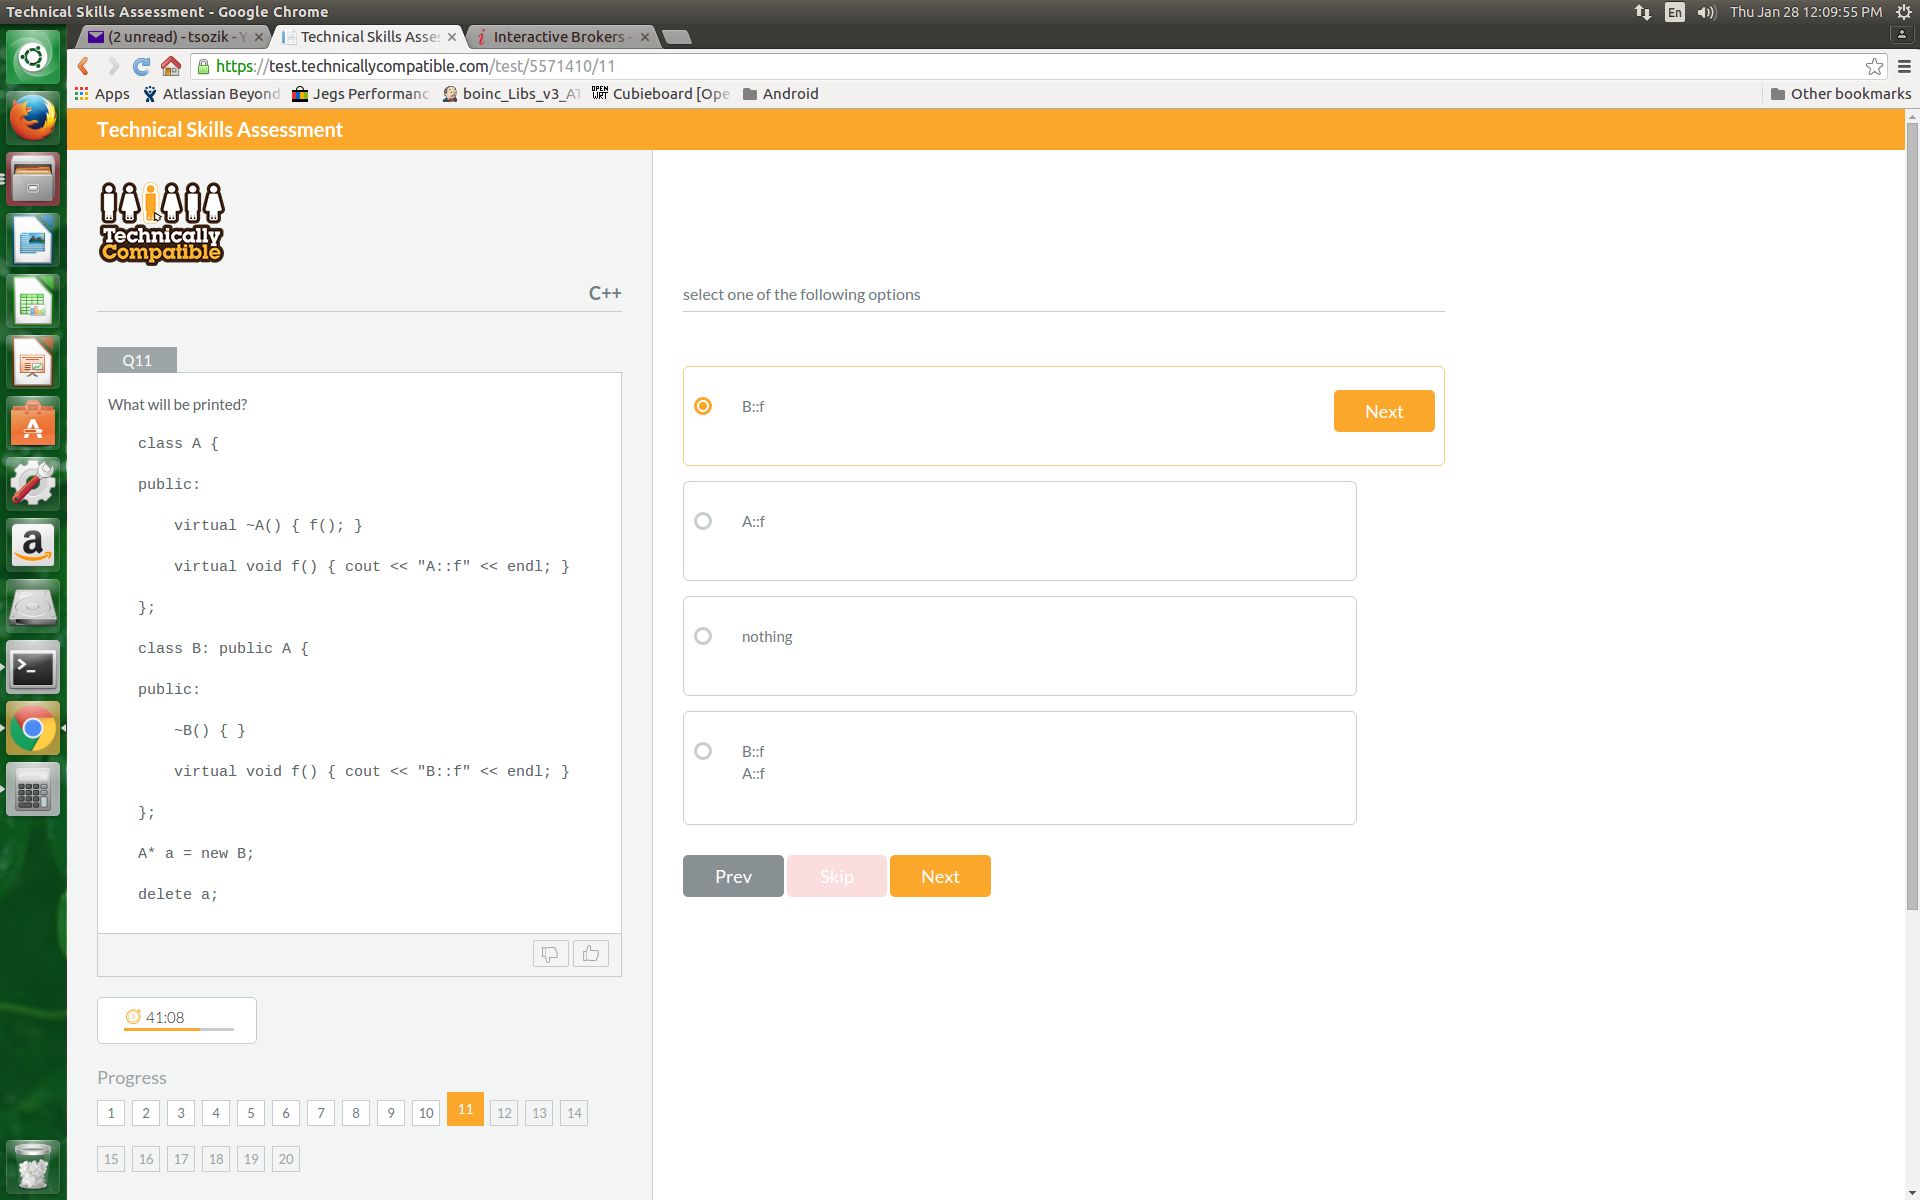 Technical Skills Assessment - Google Chrome
En
Thu Jan 28 12:09:55 PM
(2 unread) - tsozik - Y
Technical Skills Asse
Interactive Brokers -
https://test.technicallycompatible.com/test/5571410/11
Apps
Atlassian Beyond
Jegs Performanc
boinc_Libs_v3_AT
OPEN
WRT
Cubieboard [Ope
Android
Other bookmarks
Technical Skills Assessment
Technically
Compatible
C++
select one of the following options
Q11
What will be printed?
class A {
public:
virtual ~A() { f(); }
virtual void f() { cout << "A::f" << endl; }
};
class B: public A {
public:
~B() { }
virtual void f() { cout << "B::f" << endl; }
};
A* a = new B;
delete a;
B::f
Next
A::f
nothing
B::f
A::f
Prev
Skip
Next
41:08
Progress
1 2 3 4 5 6 7 8 9 10 11 12 13 14
15 16 17 18 19 20